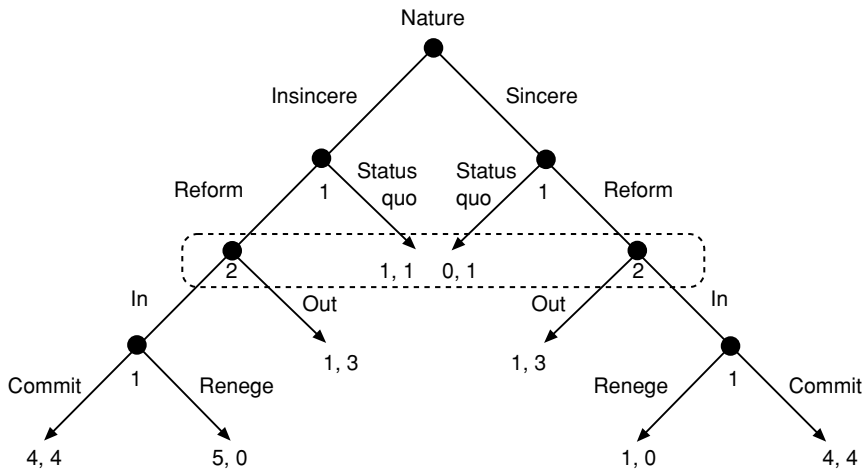 Nature
Insincere Sincere
Status Status
quo quo
Reform 1 1 Reform
2 1, 1 0, 1 2
In Out Out In
1, 3 1, 3
Commit 1 Renege Renege 1 Commit
4, 4 5, 0 1, 0 4, 4